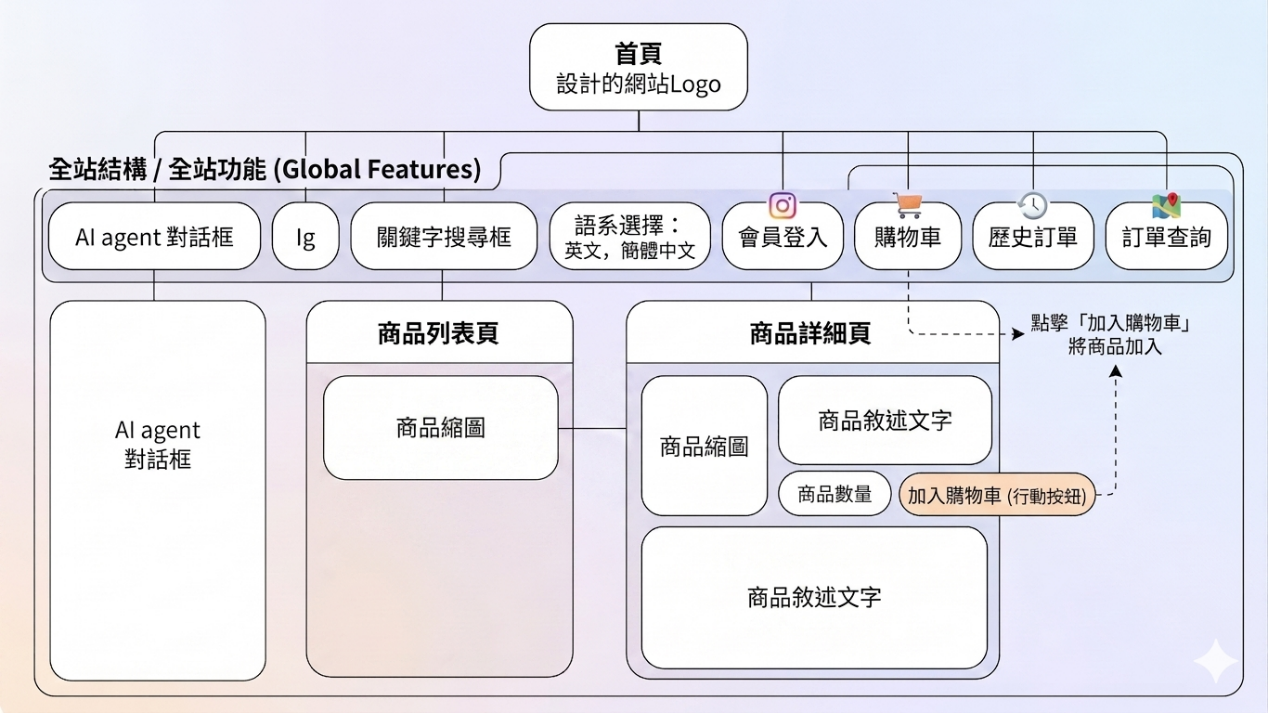 首頁
設計的網站Logo
全站結構 / 全站功能 (Global Features)
AI agent 對話框
Ig
關鍵字搜尋框
語系選擇：
英文，簡體中文
會員登入
購物車
歷史訂單
訂單查詢
AI agent
對話框
商品列表頁
商品縮圖
商品詳細頁
商品縮圖
商品敘述文字
商品數量
加入購物車 (行動按鈕)
商品敘述文字
點擊「加入購物車」
將商品加入